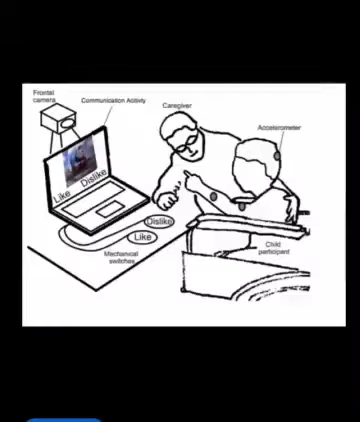 Frontal
camera
Communication Activity
Caregiver
Accelerometer
Like
Dislike
Dislike
Like
Mechanical
switches
Child
participant